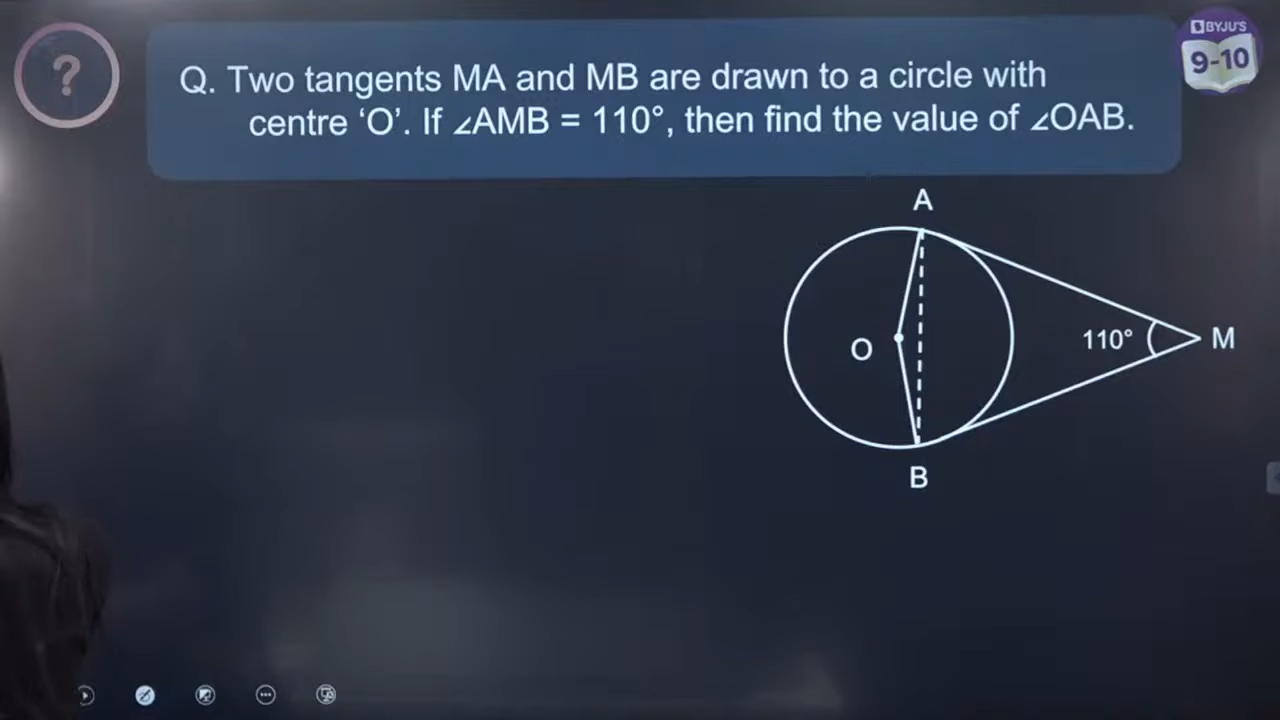 Q. Two tangents MA and MB are drawn to a circle with
centre ‘O’. If ∠AMB = 110°, then find the value of ∠OAB.
BYJU'S
9-10
?
A
O
110°
M
B